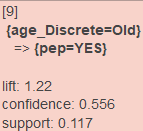 [9]
{age_Discrete=Old}
=> {pep=YES}
lift: 1.22
confidence: 0.556
support: 0.117